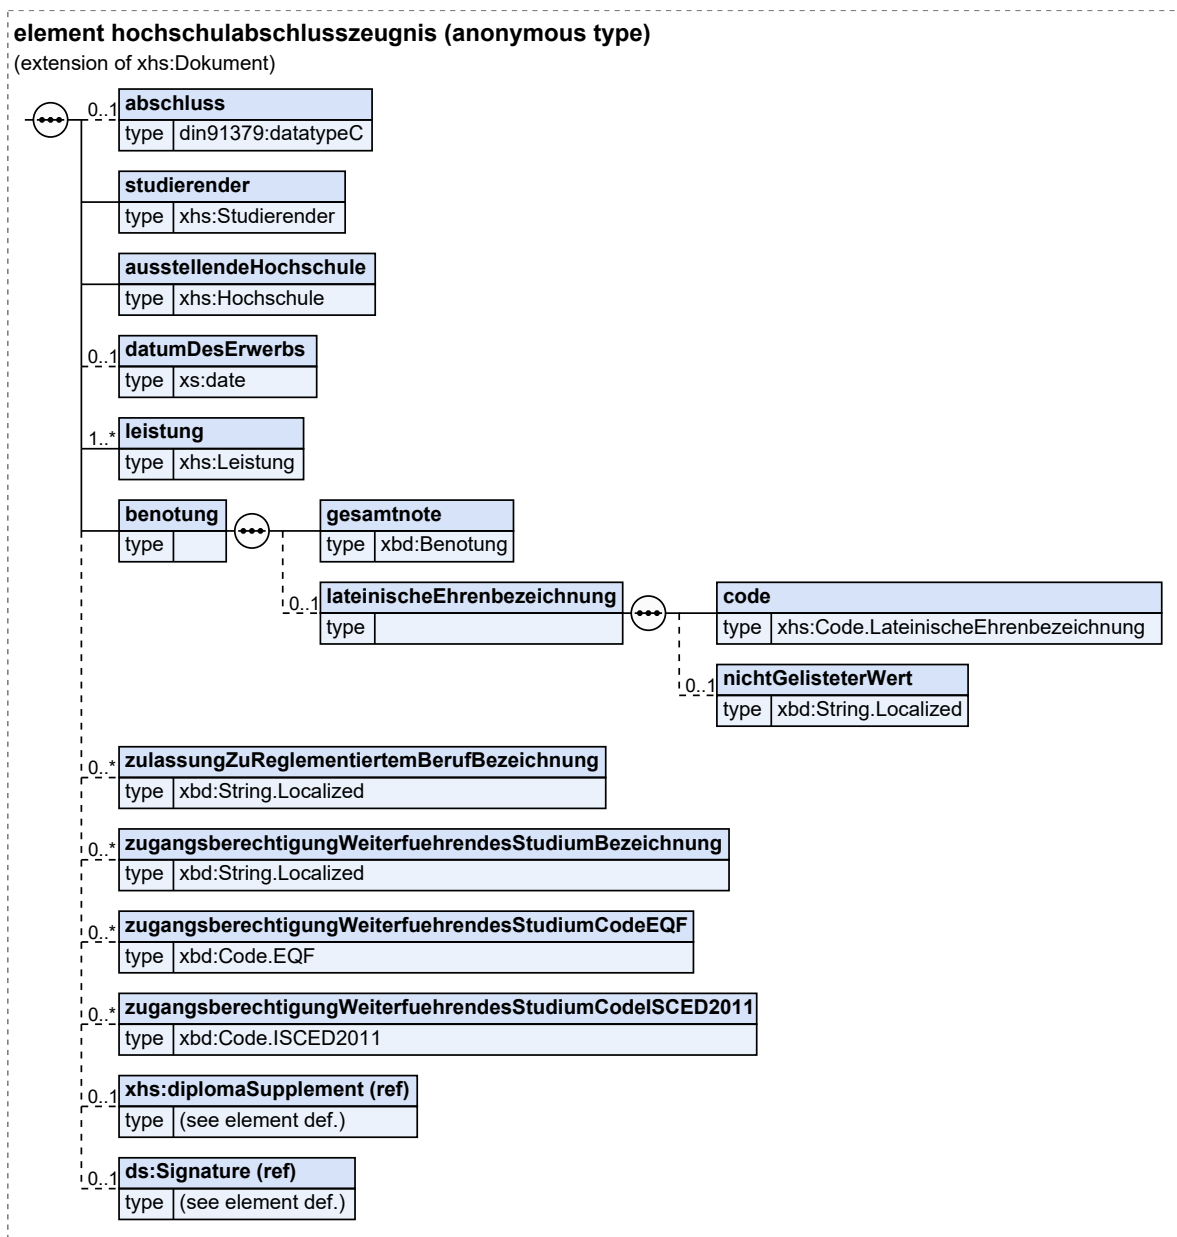 element hochschulabschlusszeugnis (anonymous type)
(extension of xhs:Dokument)
0..1 abschluss
type din91379:datatypeC
studierender
type xhs:Studierender
ausstellendeHochschule
type xhs:Hochschule
0..1 datumDesErwerbs
type xs:date
1..* leistung
type xhs:Leistung
benotung
type
gesamtnote
type xbd:Benotung
0..1 lateinischeEhrenbezeichnung
type
code
type xhs:Code.LateinischeEhrenbezeichnung
0..1 nichtGelisteterWert
type xbd:String.Localized
0..* zulassungZuReglementiertemBerufBezeichnung
type xbd:String.Localized
0..* zugangsberechtigungWeiterfuehrendesStudiumBezeichnung
type xbd:String.Localized
0..* zugangsberechtigungWeiterfuehrendesStudiumCodeEQF
type xbd:Code.EQF
0..* zugangsberechtigungWeiterfuehrendesStudiumCodeISCED2011
type xbd:Code.ISCED2011
0..1 xhs:diplomaSupplement (ref)
type (see element def.)
0..1 ds:Signature (ref)
type (see element def.)